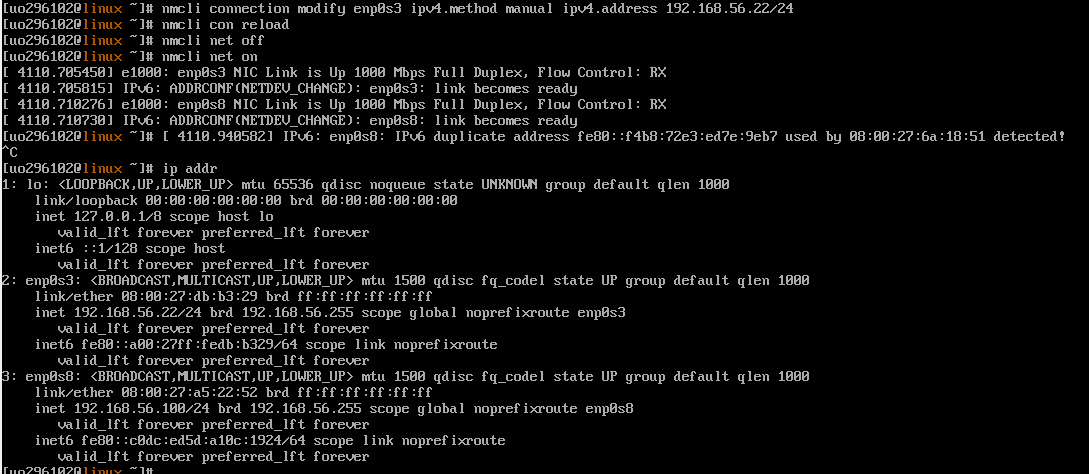 [uo296102@linux ~]# nmcli connection modify enp0s3 ipv4.method manual ipv4.address 192.168.56.22/24
[uo296102@linux ~]# nmcli con reload
[uo296102@linux ~]# nmcli net off
[uo296102@linux ~]# nmcli net on
[ 4110.705450] e1000: enp0s3 NIC Link is Up 1000 Mbps Full Duplex, Flow Control: RX
[ 4110.705815] IPv6: ADDRCONF(NETDEV_CHANGE): enp0s3: link becomes ready
[ 4110.710276] e1000: enp0s8 NIC Link is Up 1000 Mbps Full Duplex, Flow Control: RX
[ 4110.710730] IPv6: ADDRCONF(NETDEV_CHANGE): enp0s8: link becomes ready
[uo296102@linux ~]# [ 4110.940582] IPv6: enp0s8: IPv6 duplicate address fe80::f4b8:72e3:ed7e:9eb7 used by 08:00:27:6a:18:51 detected!
^C
[uo296102@linux ~]# ip addr
1: lo: <LOOPBACK,UP,LOWER_UP> mtu 65536 qdisc noqueue state UNKNOWN group default qlen 1000
    link/loopback 00:00:00:00:00:00 brd 00:00:00:00:00:00
    inet 127.0.0.1/8 scope host lo
       valid_lft forever preferred_lft forever
    inet6 ::1/128 scope host
       valid_lft forever preferred_lft forever
2: enp0s3: <BROADCAST,MULTICAST,UP,LOWER_UP> mtu 1500 qdisc fq_codel state UP group default qlen 1000
    link/ether 08:00:27:db:b3:29 brd ff:ff:ff:ff:ff:ff
    inet 192.168.56.22/24 brd 192.168.56.255 scope global noprefixroute enp0s3
       valid_lft forever preferred_lft forever
    inet6 fe80::a00:27ff:fedb:b329/64 scope link noprefixroute
       valid_lft forever preferred_lft forever
3: enp0s8: <BROADCAST,MULTICAST,UP,LOWER_UP> mtu 1500 qdisc fq_codel state UP group default qlen 1000
    link/ether 08:00:27:a5:22:52 brd ff:ff:ff:ff:ff:ff
    inet 192.168.56.100/24 brd 192.168.56.255 scope global noprefixroute enp0s8
       valid_lft forever preferred_lft forever
    inet6 fe80::c0dc:ed5d:a10c:1924/64 scope link noprefixroute
       valid_lft forever preferred_lft forever
[uo296102@linux ~]#